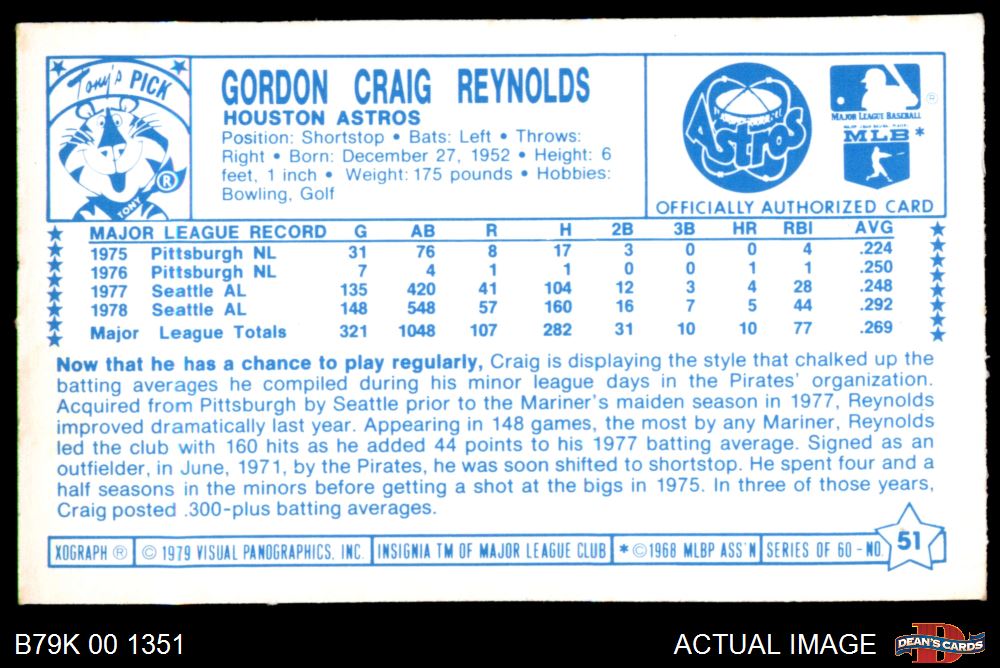 Tony's PICK
TONY
®
GORDON CRAIG REYNOLDS
HOUSTON ASTROS
Position: Shortstop • Bats: Left • Throws:
Right • Born: December 27, 1952 • Height: 6
feet, 1 inch • Weight: 175 pounds • Hobbies:
Bowling, Golf
Astros
®
MAJOR LEAGUE BASEBALL
MLB *
OFFICIALLY AUTHORIZED CARD
MAJOR LEAGUE RECORD G AB R H 2B 3B HR RBI AVG
1975 Pittsburgh NL 31 76 8 17 3 0 0 4 .224
1976 Pittsburgh NL 7 4 1 1 0 0 1 1 .250
1977 Seattle AL 135 420 41 104 12 3 4 28 .248
1978 Seattle AL 148 548 57 160 16 7 5 44 .292
Major League Totals 321 1048 107 282 31 10 10 77 .269
Now that he has a chance to play regularly, Craig is displaying the style that chalked up the
batting averages he compiled during his minor league days in the Pirates' organization.
Acquired from Pittsburgh by Seattle prior to the Mariner's maiden season in 1977, Reynolds
improved dramatically last year. Appearing in 148 games, the most by any Mariner, Reynolds
led the club with 160 hits as he added 44 points to his 1977 batting average. Signed as an
outfielder, in June, 1971, by the Pirates, he was soon shifted to shortstop. He spent four and a
half seasons in the minors before getting a shot at the bigs in 1975. In three of those years,
Craig posted .300-plus batting averages.
XOGRAPH ® © 1979 VISUAL PANOGRAPHICS, INC. INSIGNIA TM OF MAJOR LEAGUE CLUB * © 1968 MLBP ASS'N SERIES OF 60 - NO. 51
B79K 00 1351
ACTUAL IMAGE
D
DEAN'S CARDS